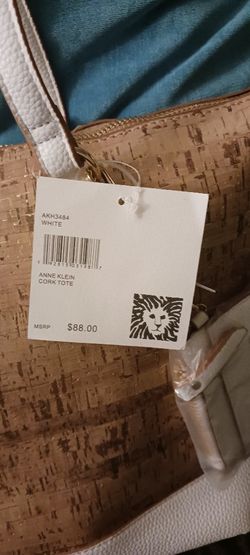 AKH3484
WHITE
ANNE KLEIN
CORK TOTE
MSRP $88.00